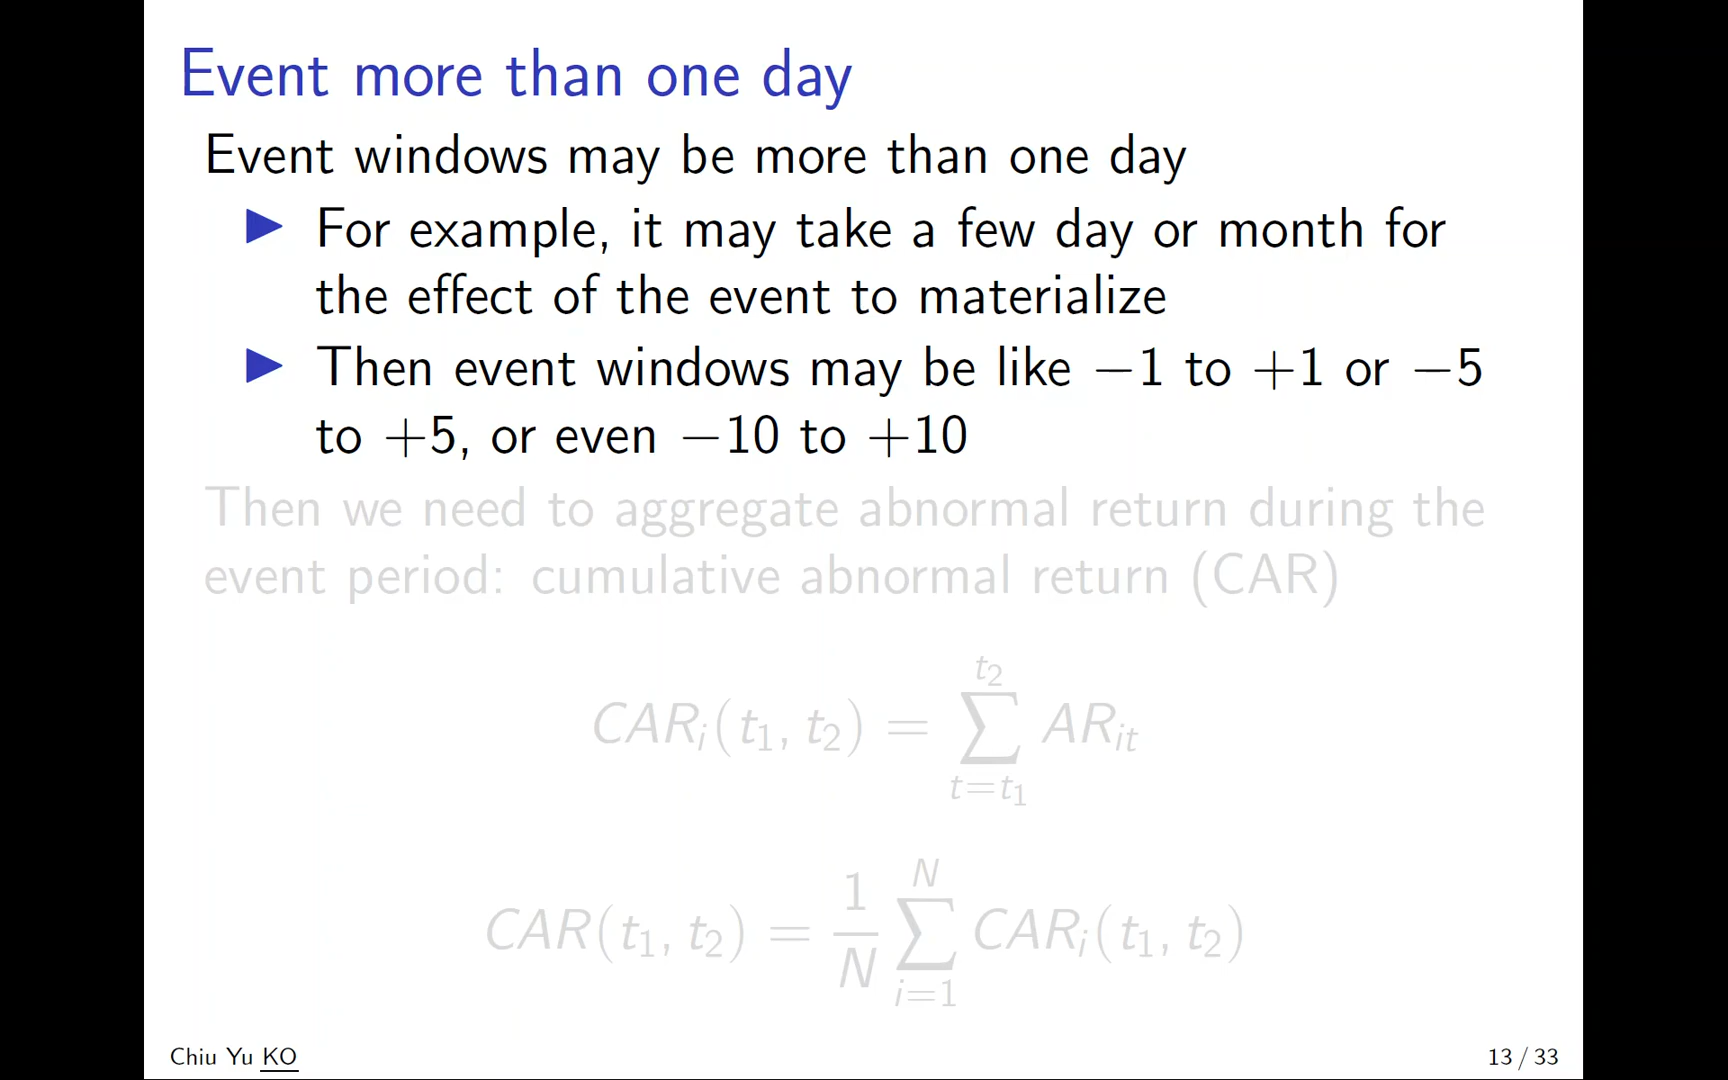 Event more than one day
Event windows may be more than one day
▶ For example, it may take a few day or month for
the effect of the event to materialize
▶ Then event windows may be like −1 to +1 or −5
to +5, or even −10 to +10
Then we need to aggregate abnormal return during the
event period: cumulative abnormal return (CAR)
CAR_i(t_1, t_2) = \sum_{t=t_1}^{t_2} AR_{it}
CAR(t_1, t_2) = \frac{1}{N} \sum_{i=1}^{N} CAR_i(t_1, t_2)
Chiu Yu KO
13 / 33